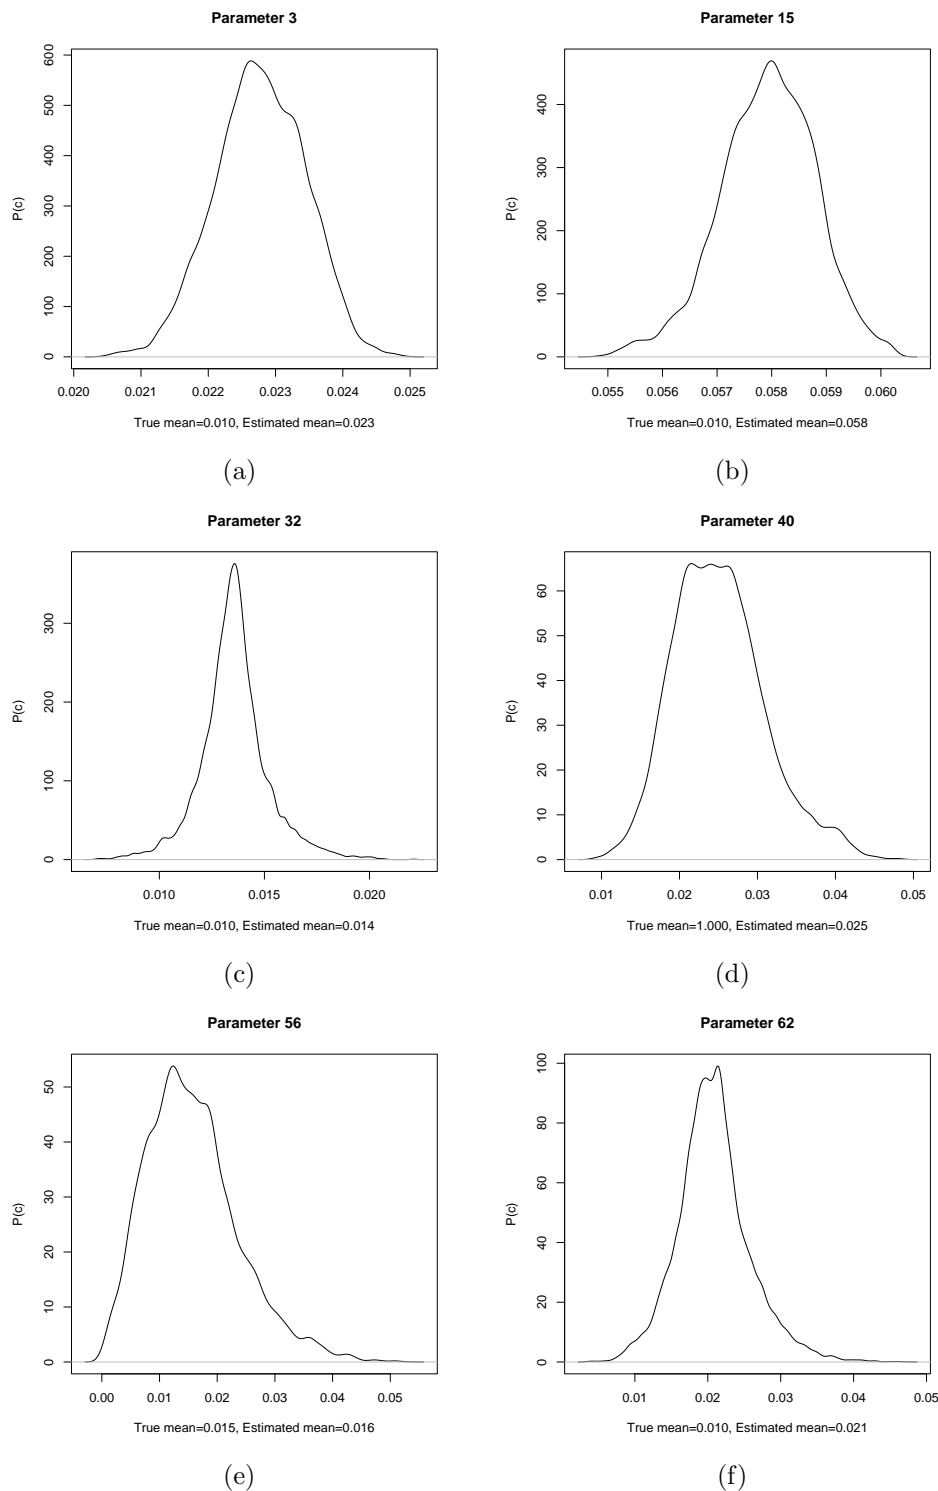 Parameter 3
P(c)
600
500
400
300
200
100
0
0.020 0.021 0.022 0.023 0.024 0.025
True mean=0.010, Estimated mean=0.023
(a)
Parameter 15
P(c)
400
300
200
100
0
0.055 0.056 0.057 0.058 0.059 0.060
True mean=0.010, Estimated mean=0.058
(b)
Parameter 32
P(c)
300
200
100
0
0.010 0.015 0.020
True mean=0.010, Estimated mean=0.014
(c)
Parameter 40
P(c)
60
50
40
30
20
10
0
0.01 0.02 0.03 0.04 0.05
True mean=1.000, Estimated mean=0.025
(d)
Parameter 56
P(c)
50
40
30
20
10
0
0.00 0.01 0.02 0.03 0.04 0.05
True mean=0.015, Estimated mean=0.016
(e)
Parameter 62
P(c)
100
80
60
40
20
0
0.01 0.02 0.03 0.04 0.05
True mean=0.010, Estimated mean=0.021
(f)